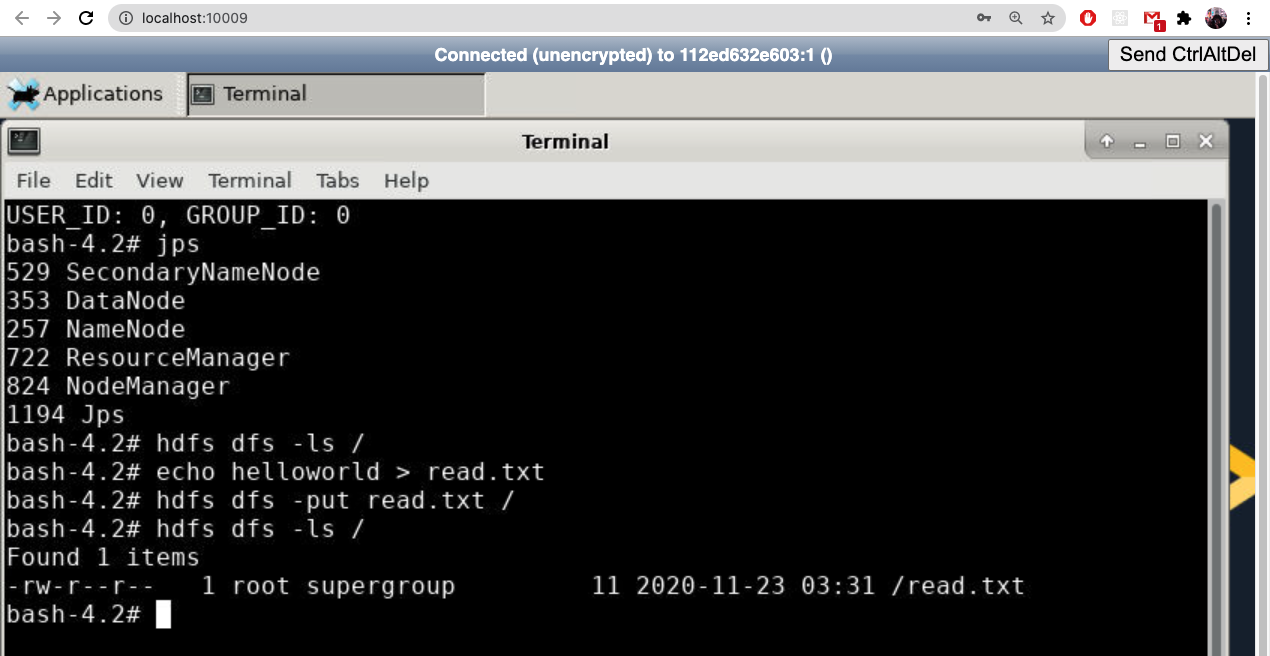 localhost:10009
1
Connected (unencrypted) to 112ed632e603:1 ()
Send CtrlAltDel
Applications
Terminal
Terminal
File Edit View Terminal Tabs Help
USER_ID: 0, GROUP_ID: 0
bash-4.2# jps
529 SecondaryNameNode
353 DataNode
257 NameNode
722 ResourceManager
824 NodeManager
1194 Jps
bash-4.2# hdfs dfs -ls /
bash-4.2# echo helloworld > read.txt
bash-4.2# hdfs dfs -put read.txt /
bash-4.2# hdfs dfs -ls /
Found 1 items
-rw-r--r--   1 root supergroup         11 2020-11-23 03:31 /read.txt
bash-4.2#